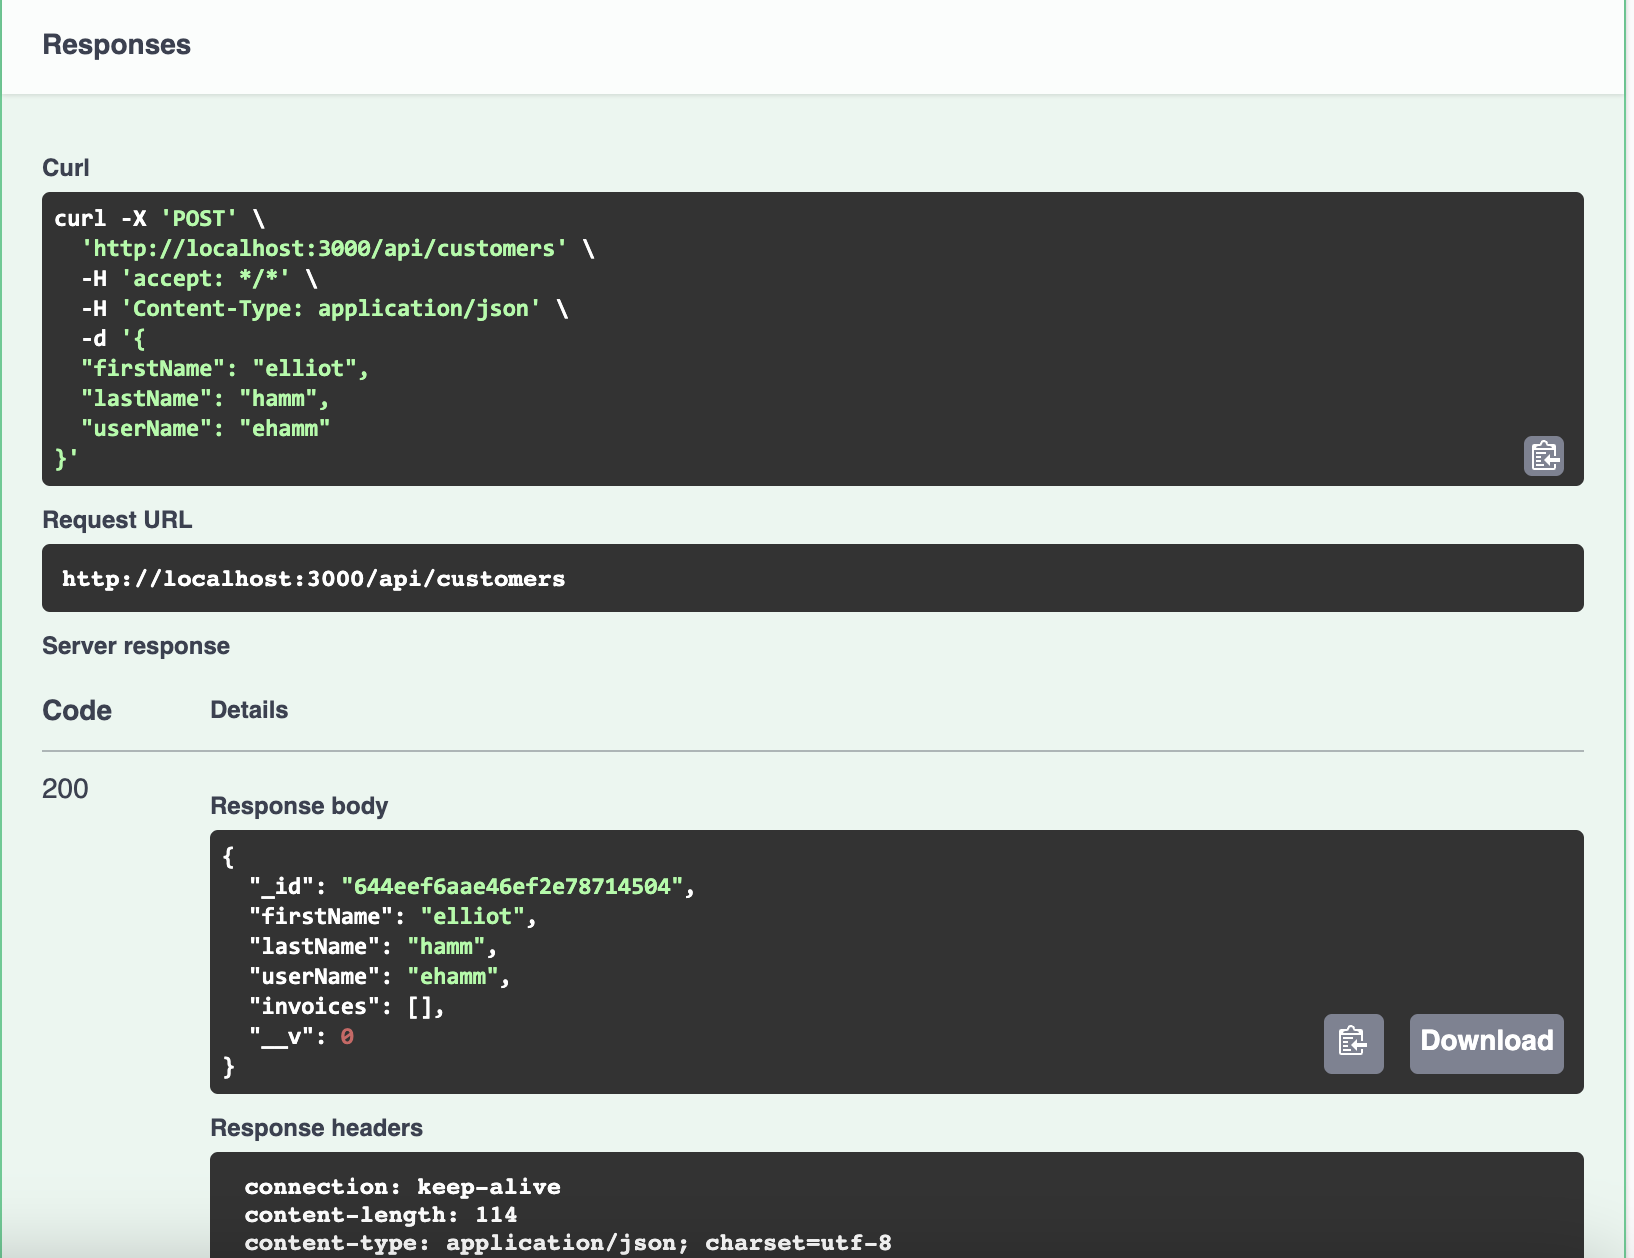 Responses
Curl
curl -X 'POST' \
  'http://localhost:3000/api/customers' \
  -H 'accept: */*' \
  -H 'Content-Type: application/json' \
  -d '{
  "firstName": "elliot",
  "lastName": "hamm",
  "userName": "ehamm"
}'
Request URL
http://localhost:3000/api/customers
Server response
Code Details
200
Response body
{
  "_id": "644eef6aae46ef2e78714504",
  "firstName": "elliot",
  "lastName": "hamm",
  "userName": "ehamm",
  "invoices": [],
  "__v": 0
}
Download
Response headers
connection: keep-alive
content-length: 114
content-type: application/json; charset=utf-8